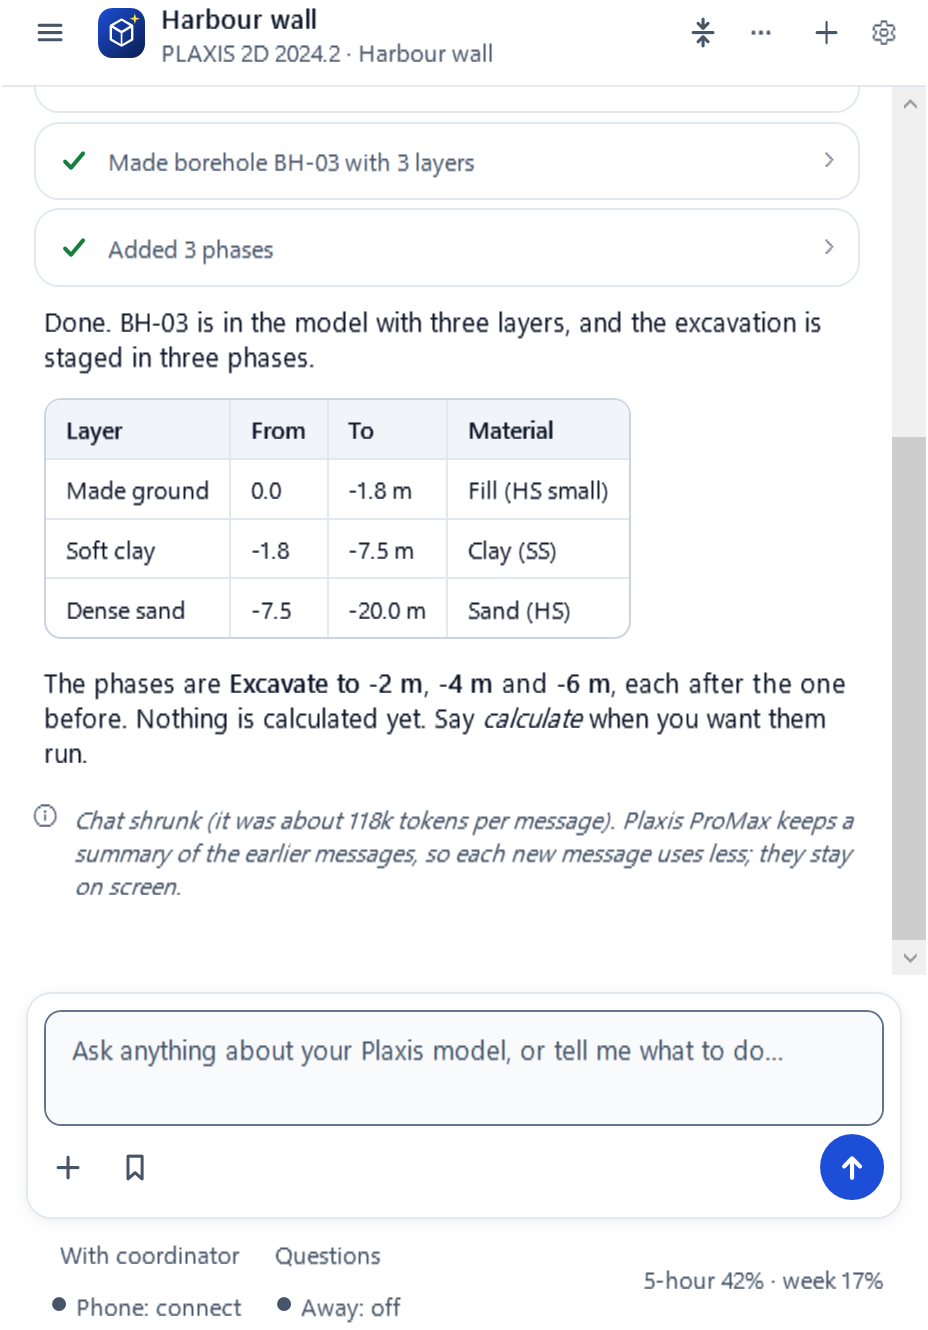 Harbour wall
PLAXIS 2D 2024.2 · Harbour wall
Made borehole BH-03 with 3 layers
Added 3 phases
Done. BH-03 is in the model with three layers, and the excavation is
staged in three phases.
Layer From To Material
Made ground 0.0 -1.8 m Fill (HS small)
Soft clay -1.8 -7.5 m Clay (SS)
Dense sand -7.5 -20.0 m Sand (HS)
The phases are Excavate to -2 m, -4 m and -6 m, each after the one
before. Nothing is calculated yet. Say calculate when you want them
run.
Chat shrunk (it was about 118k tokens per message). Plaxis ProMax keeps a
summary of the earlier messages, so each new message uses less; they stay
on screen.
Ask anything about your Plaxis model, or tell me what to do...
With coordinator Questions
5-hour 42% · week 17%
Phone: connect Away: off